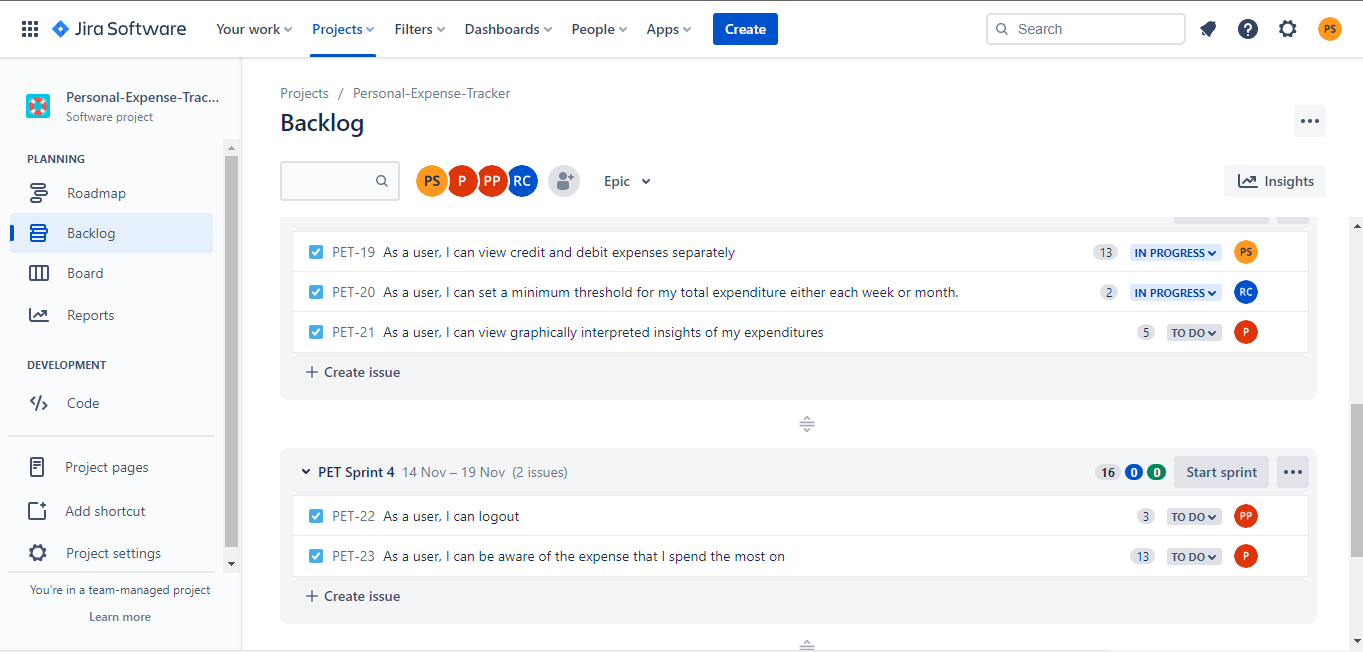 Jira Software Your work Projects Filters Dashboards People Apps Create Search PS
Personal-Expense-Trac...
Software project
PLANNING
Roadmap
Backlog
Board
Reports
DEVELOPMENT
Code
Project pages
Add shortcut
Project settings
You're in a team-managed project
Learn more
Projects / Personal-Expense-Tracker
Backlog
PS P PP RC Epic Insights
PET-19 As a user, I can view credit and debit expenses separately 13 IN PROGRESS PS
PET-20 As a user, I can set a minimum threshold for my total expenditure either each week or month. 2 IN PROGRESS RC
PET-21 As a user, I can view graphically interpreted insights of my expenditures 5 TO DO P
+ Create issue
PET Sprint 4 14 Nov – 19 Nov (2 issues) 16 0 0 Start sprint
PET-22 As a user, I can logout 3 TO DO PP
PET-23 As a user, I can be aware of the expense that I spend the most on 13 TO DO P
+ Create issue